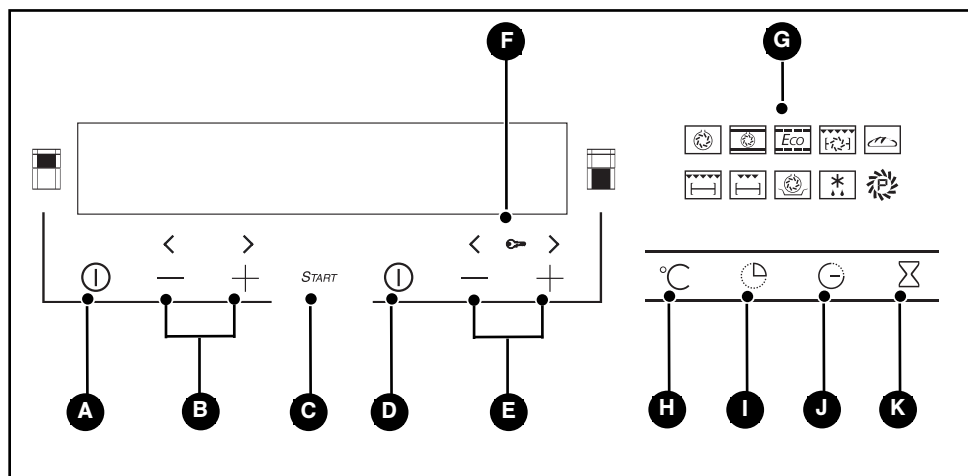 F G
ECO
P
< > < >
— + START — +
°C
A B C D E H I J K